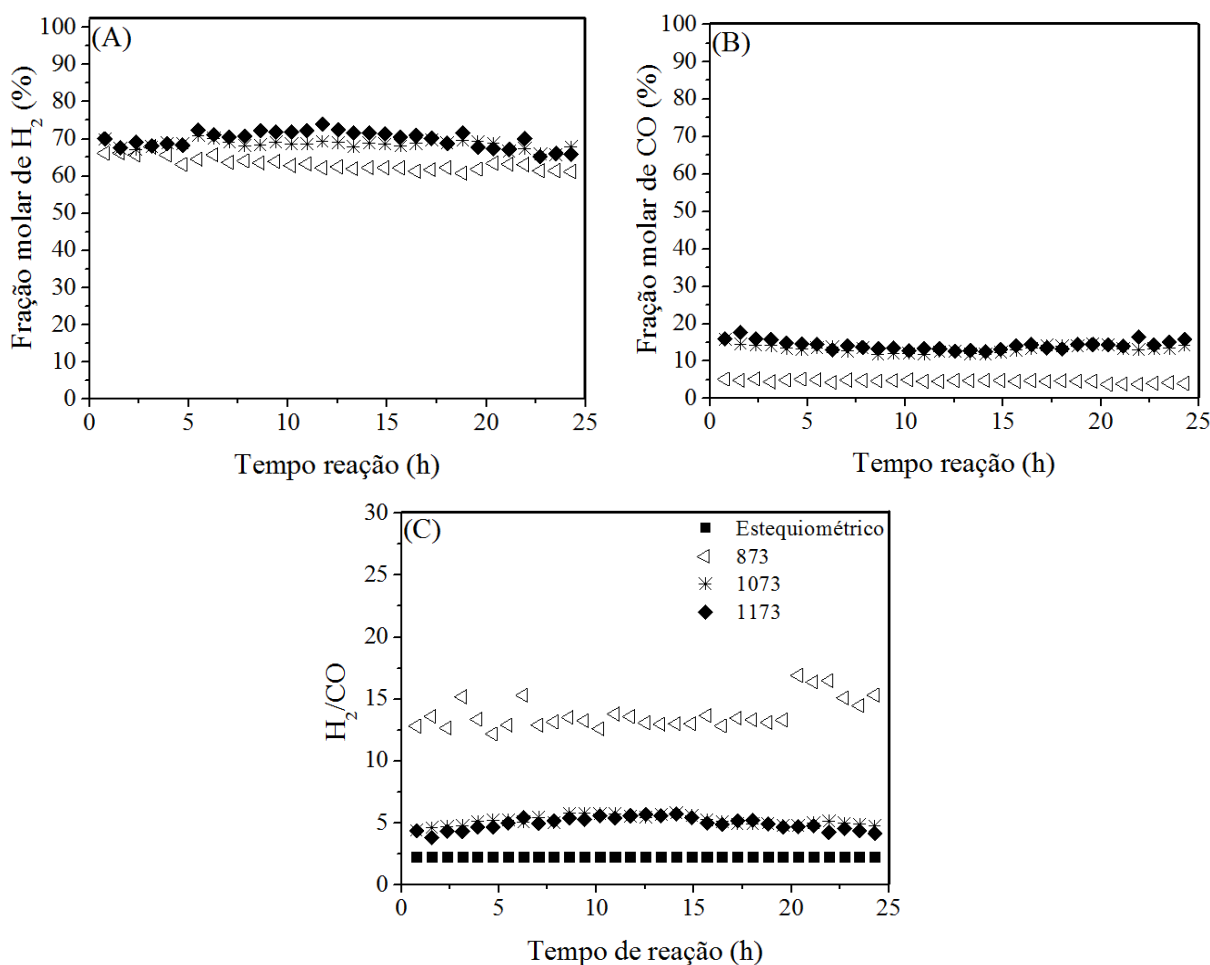 (A)
Fração molar de H2 (%)
100
90
80
70
60
50
40
30
20
10
0
0 5 10 15 20 25
Tempo reação (h)
(B)
Fração molar de CO (%)
100
90
80
70
60
50
40
30
20
10
0
0 5 10 15 20 25
Tempo reação (h)
(C)
H2/CO
30
25
20
15
10
5
0
Estequiométrico
873
1073
1173
0 5 10 15 20 25
Tempo de reação (h)